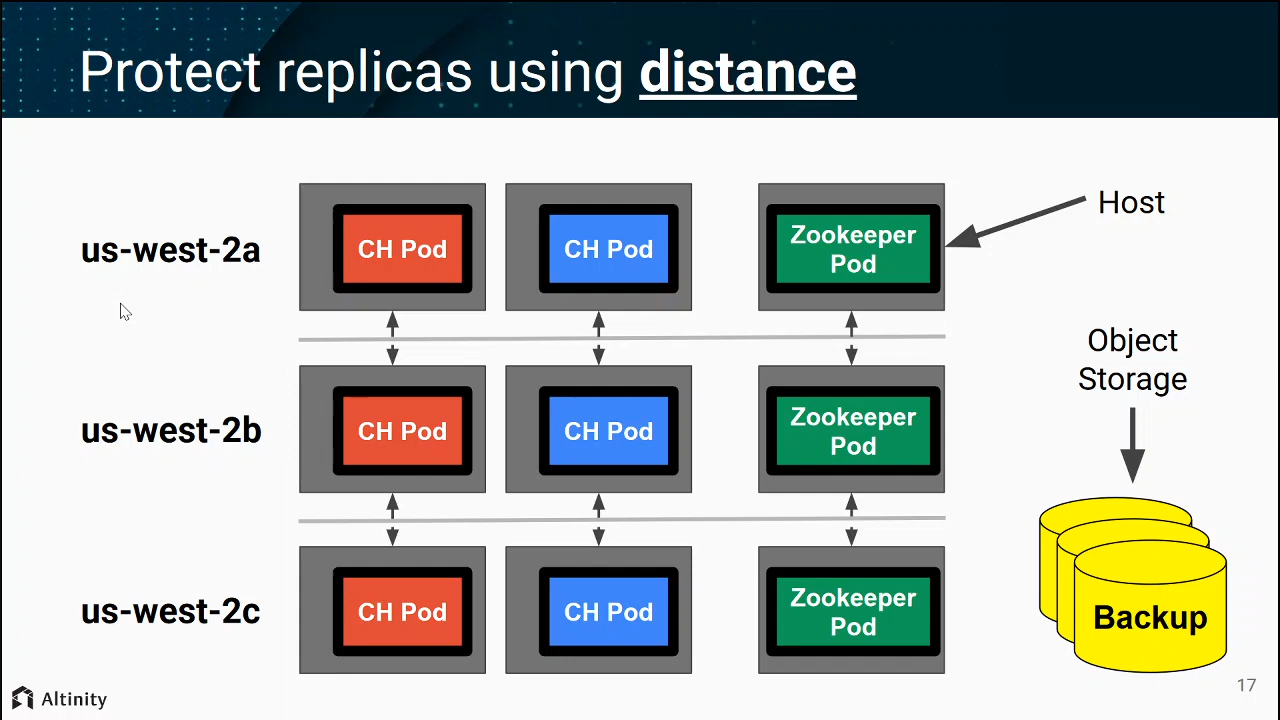 Protect replicas using distance
us-west-2a
CH Pod
CH Pod
Zookeeper
Pod
Host
us-west-2b
CH Pod
CH Pod
Zookeeper
Pod
Object
Storage
us-west-2c
CH Pod
CH Pod
Zookeeper
Pod
Backup
Altinity
17